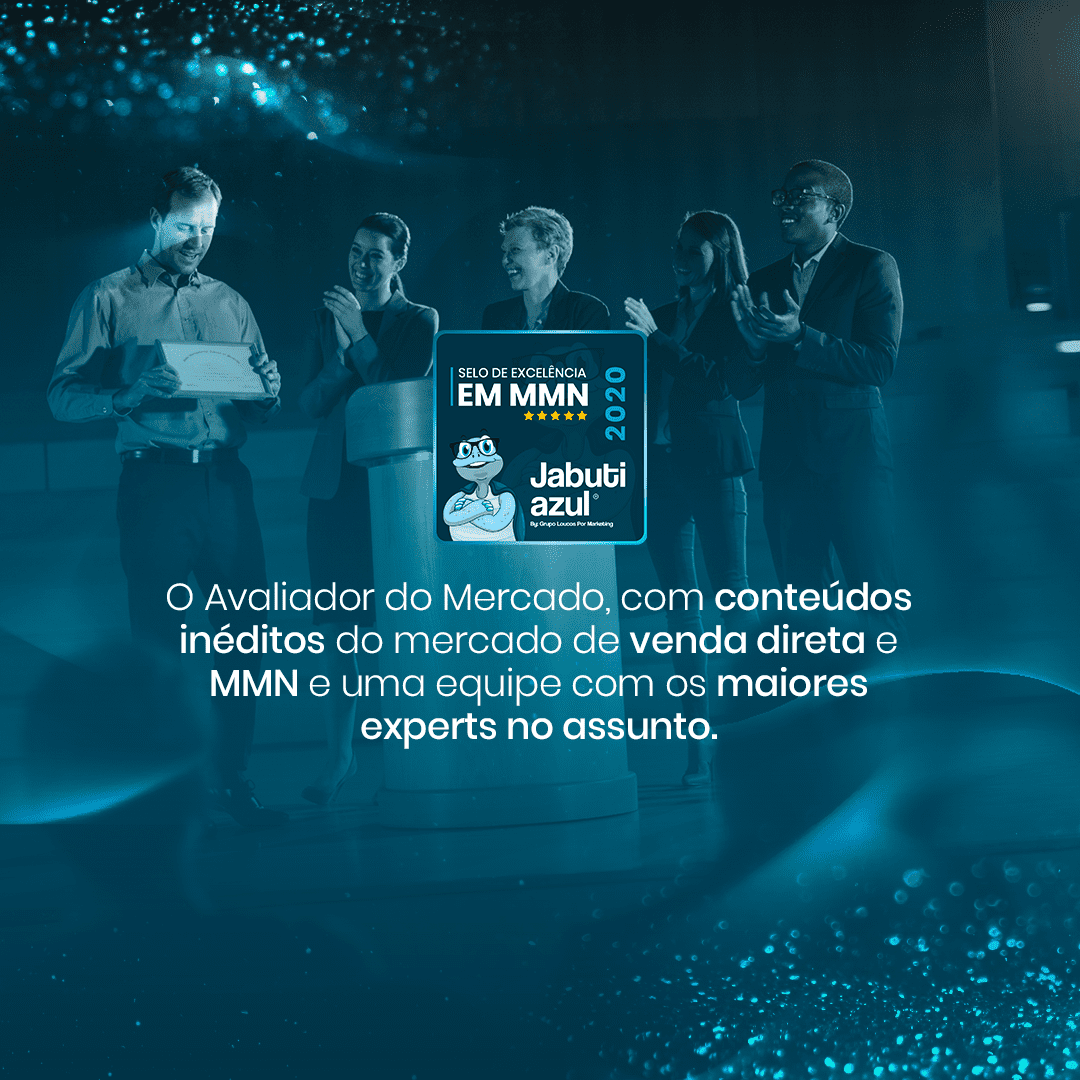 SELO DE EXCELÊNCIA
EM MMN
2020
Jabuti
azul®
By: Grupo Loucos Por Marketing
O Avaliador do Mercado, com conteúdos
inéditos do mercado de venda direta e
MMN e uma equipe com os maiores
experts no assunto.